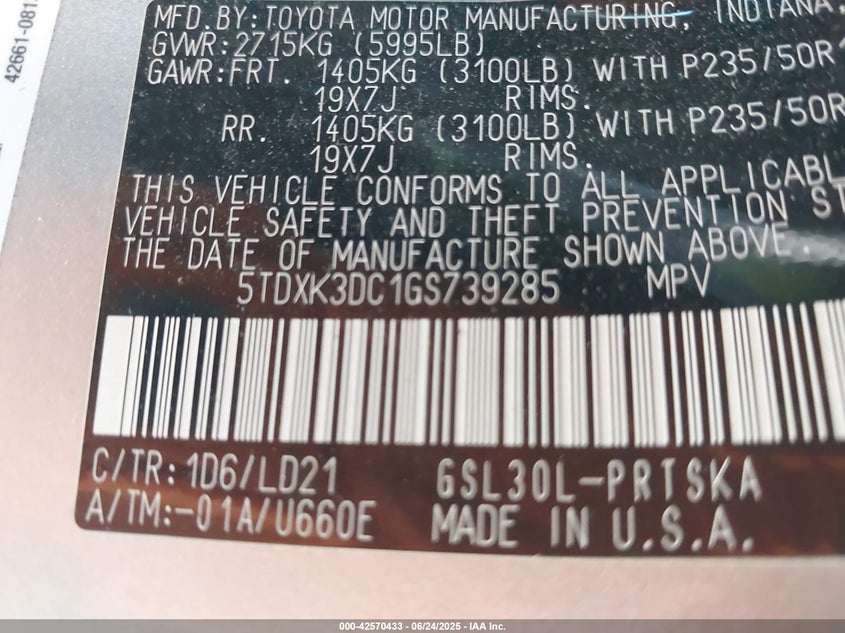 42661-081
MFD.BY:TOYOTA MOTOR MANUFACTURING, INDIANA,
GVWR:2715KG (5995LB)
GAWR:FRT. 1405KG (3100LB) WITH P235/50R
19X7J RIMS.
RR. 1405KG (3100LB) WITH P235/50R
19X7J RIMS.
THIS VEHICLE CONFORMS TO ALL APPLICABL
VEHICLE SAFETY AND THEFT PREVENTION ST
THE DATE OF MANUFACTURE SHOWN ABOVE.
5TDXK3DC1GS739285 MPV
C/TR:1D6/LD21 GSL30L-PRTSKA
A/TM:-01A/U660E MADE IN U.S.A.
000-42570433 - 06/24/2025 - IAA Inc.